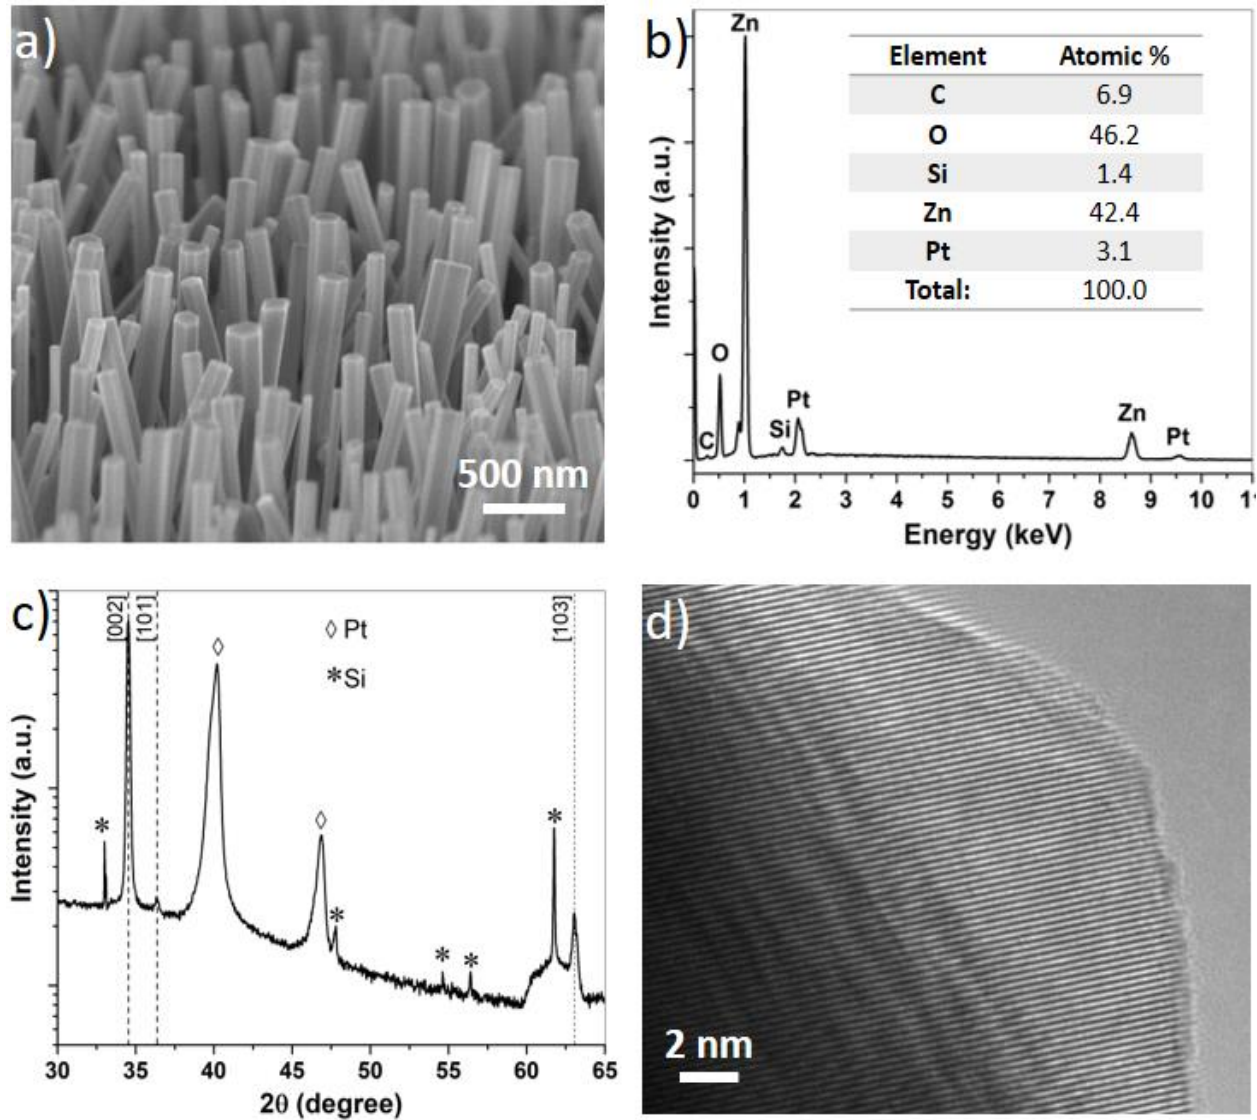 a)
500 nm
b)
Zn
O
C
Si
Pt
Zn
Pt
Element Atomic %
C 6.9
O 46.2
Si 1.4
Zn 42.4
Pt 3.1
Total: 100.0
Intensity (a.u.)
0 1 2 3 4 5 6 7 8 9 10 11
Energy (keV)
c)
[002]
[101]
[103]
◊ Pt
*Si
◊
◊
*
*
*
*
*
Intensity (a.u.)
30 35 40 45 50 55 60 65
2θ (degree)
d)
2 nm